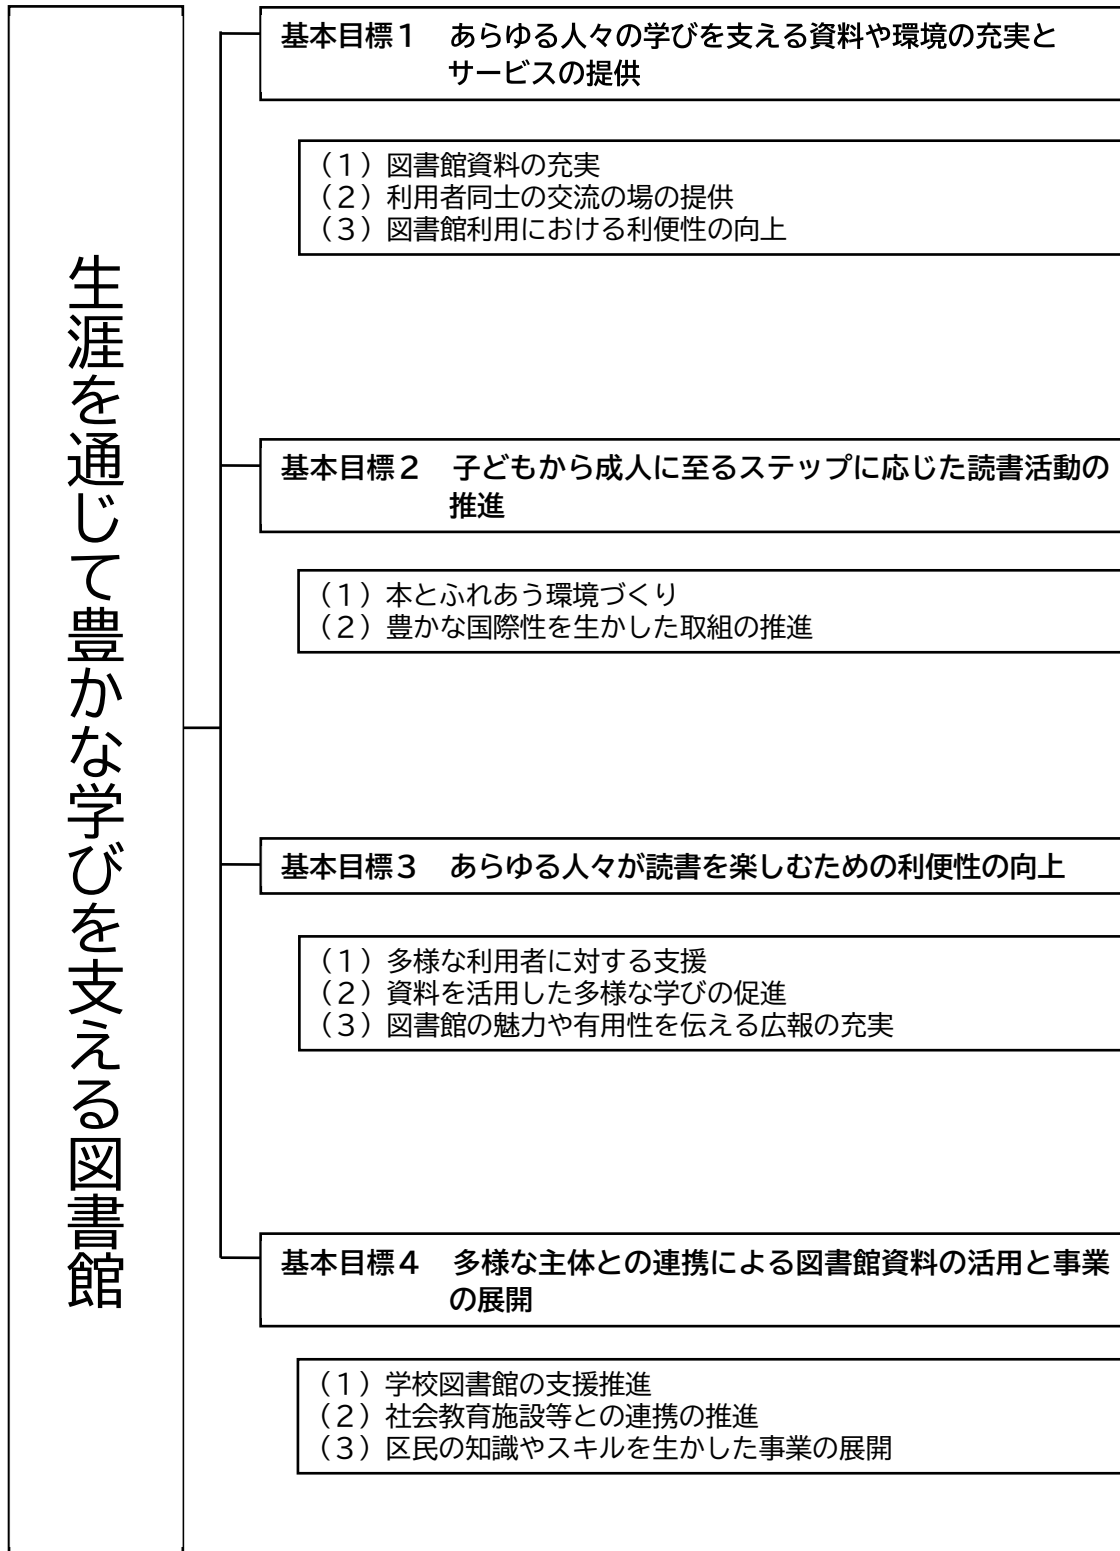 生涯を通じて豊かな学びを支える図書館
基本目標1　あらゆる人々の学びを支える資料や環境の充実と
サービスの提供
（1）図書館資料の充実
（2）利用者同士の交流の場の提供
（3）図書館利用における利便性の向上
基本目標2　子どもから成人に至るステップに応じた読書活動の
推進
（1）本とふれあう環境づくり
（2）豊かな国際性を生かした取組の推進
基本目標3　あらゆる人々が読書を楽しむための利便性の向上
（1）多様な利用者に対する支援
（2）資料を活用した多様な学びの促進
（3）図書館の魅力や有用性を伝える広報の充実
基本目標4　多様な主体との連携による図書館資料の活用と事業
の展開
（1）学校図書館の支援推進
（2）社会教育施設等との連携の推進
（3）区民の知識やスキルを生かした事業の展開